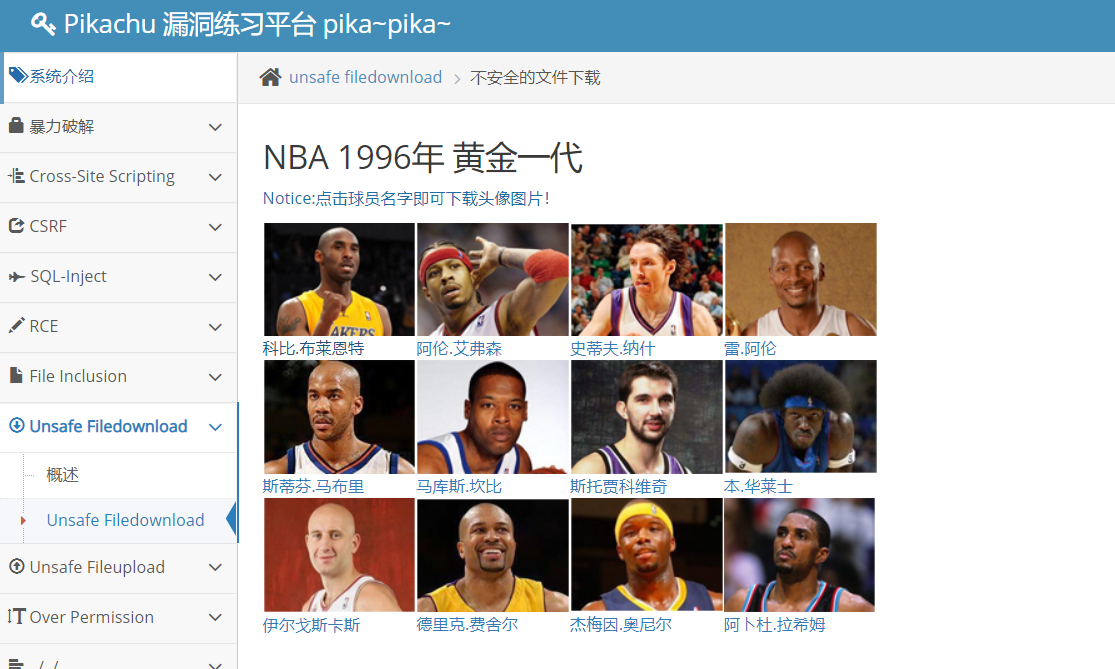 Pikachu 漏洞练习平台 pika~pika~
系统介绍
暴力破解
Cross-Site Scripting
CSRF
SQL-Inject
RCE
File Inclusion
Unsafe Filedownload
概述
Unsafe Filedownload
Unsafe Fileupload
Over Permission
../../
unsafe filedownload > 不安全的文件下载
NBA 1996年 黄金一代
Notice:点击球员名字即可下载头像图片!
科比.布莱恩特 阿伦.艾弗森 史蒂夫.纳什 雷.阿伦
斯蒂芬.马布里 马库斯.坎比 斯托贾科维奇 本.华莱士
伊尔戈斯卡斯 德里克.费舍尔 杰梅因.奥尼尔 阿卜杜.拉希姆